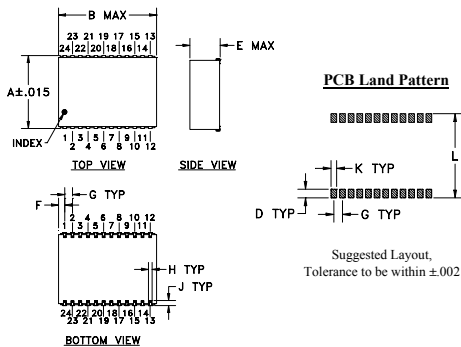 B MAX
23 21 19 17 15 13
24 22 20 18 16 14
E MAX
A±.015
INDEX
1 3 5 7 9 11
2 4 6 8 10 12
TOP VIEW
SIDE VIEW
PCB Land Pattern
L
K TYP
D TYP
G TYP
Suggested Layout,
Tolerance to be within ±.002
G TYP
F
2 4 6 8 10 12
1 3 5 7 9 11
H TYP
J TYP
24 22 20 18 16 14
23 21 19 17 15 13
BOTTOM VIEW